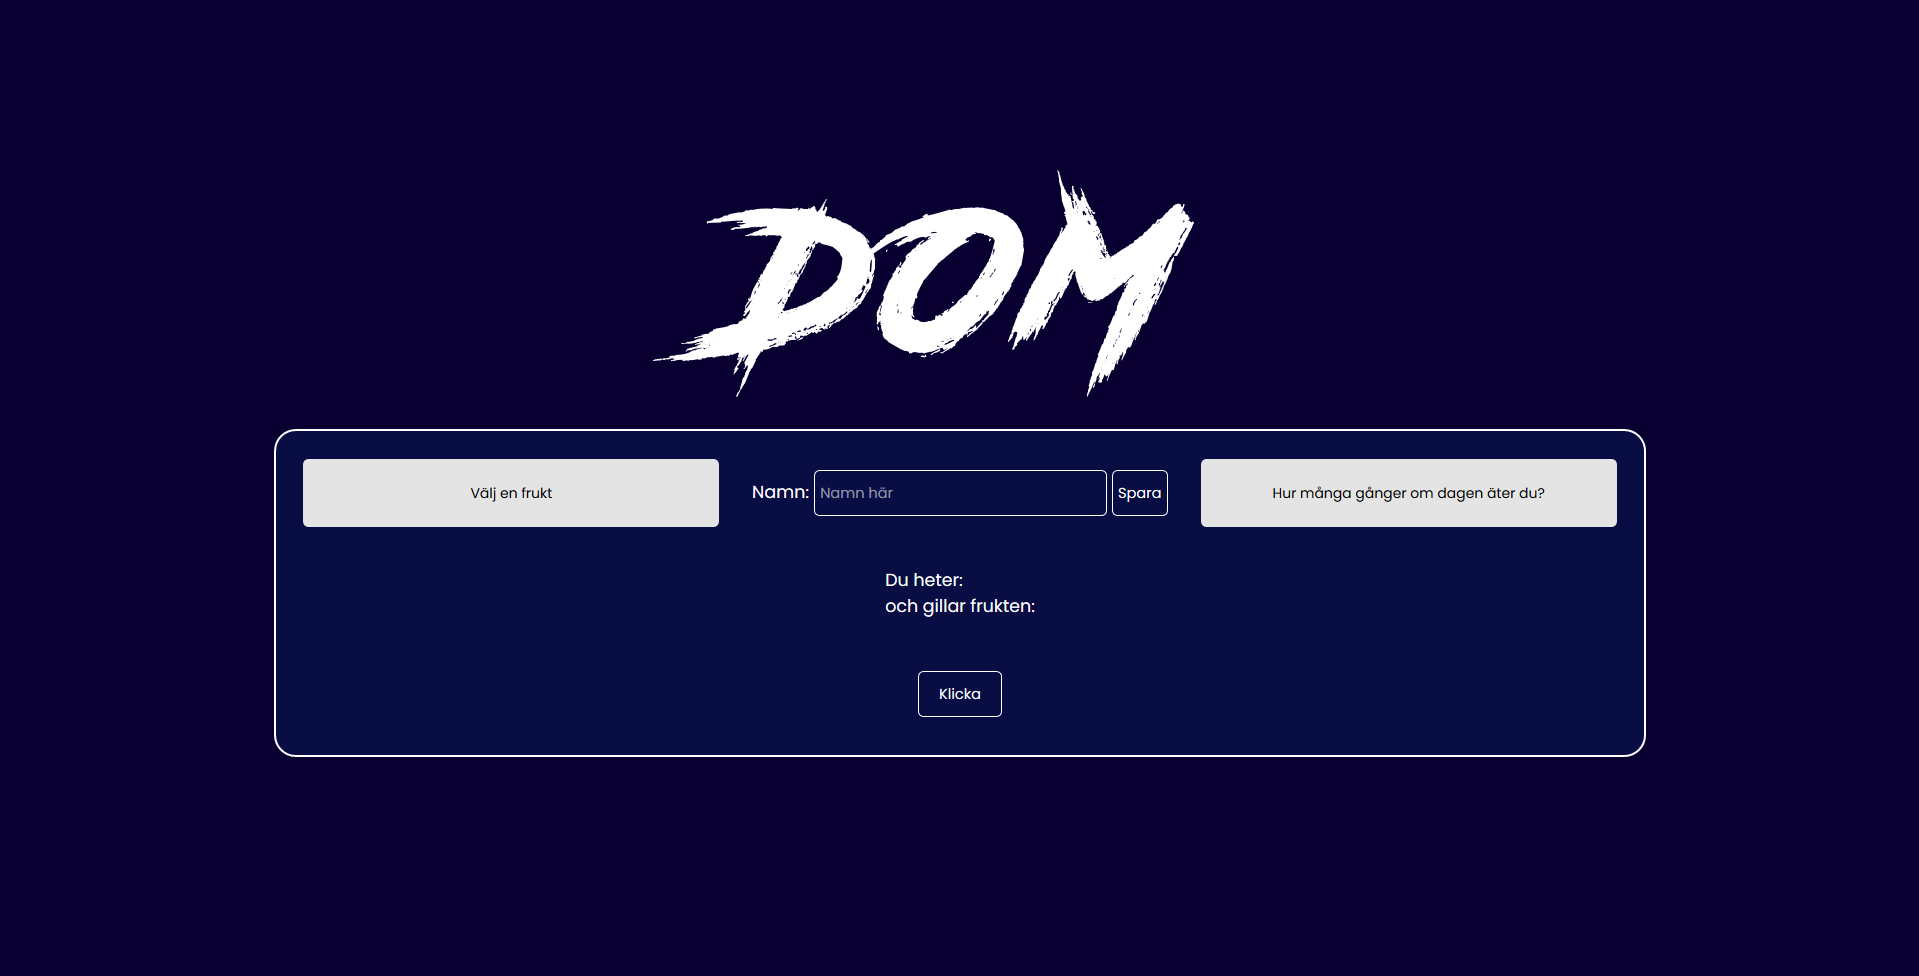 DOM
Välj en frukt
Namn: Namn här Spara
Hur många gånger om dagen äter du?
Du heter:
och gillar frukten:
Klicka